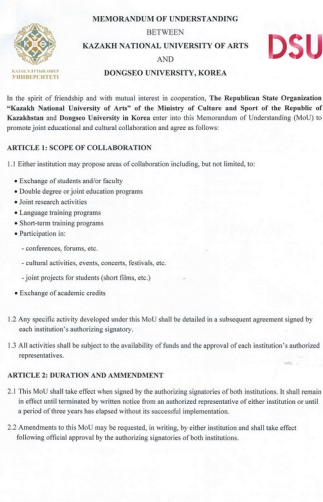 MEMORANDUM OF UNDERSTANDING
BETWEEN
KAZAKH NATIONAL UNIVERSITY OF ARTS
AND
DONGSEO UNIVERSITY, KOREA
DSU
ҚАЗАҚ ҰЛТТЫҚ ӨНЕР
УНИВЕРСИТЕТІ
In the spirit of friendship and with mutual interest in cooperation, The Republican State Organization
“Kazakh National University of Arts” of the Ministry of Culture and Sport of the Republic of
Kazakhstan and Dongseo University in Korea enter into this Memorandum of Understanding (MoU) to
promote joint educational and cultural collaboration and agree as follows:
ARTICLE 1: SCOPE OF COLLABORATION
1.1 Either institution may propose areas of collaboration including, but not limited, to:
• Exchange of students and/or faculty
• Double degree or joint education programs
• Joint research activities
• Language training programs
• Short-term training programs
• Participation in:
- conferences, forums, etc.
- cultural activities, events, concerts, festivals, etc.
- joint projects for students (short films, etc.)
• Exchange of academic credits
1.2 Any specific activity developed under this MoU shall be detailed in a subsequent agreement signed by
each institution’s authorizing signatory.
1.3 All activities shall be subject to the availability of funds and the approval of each institution’s authorized
representatives.
ARTICLE 2: DURATION AND AMMENDMENT
2.1 This MoU shall take effect when signed by the authorizing signatories of both institutions. It shall remain
in effect until terminated by written notice from an authorized representative of either institution or until
a period of three years has elapsed without its successful implementation.
2.2 Amendments to this MoU may be requested, in writing, by either institution and shall take effect
following official approval by the authorizing signatories of both institutions.